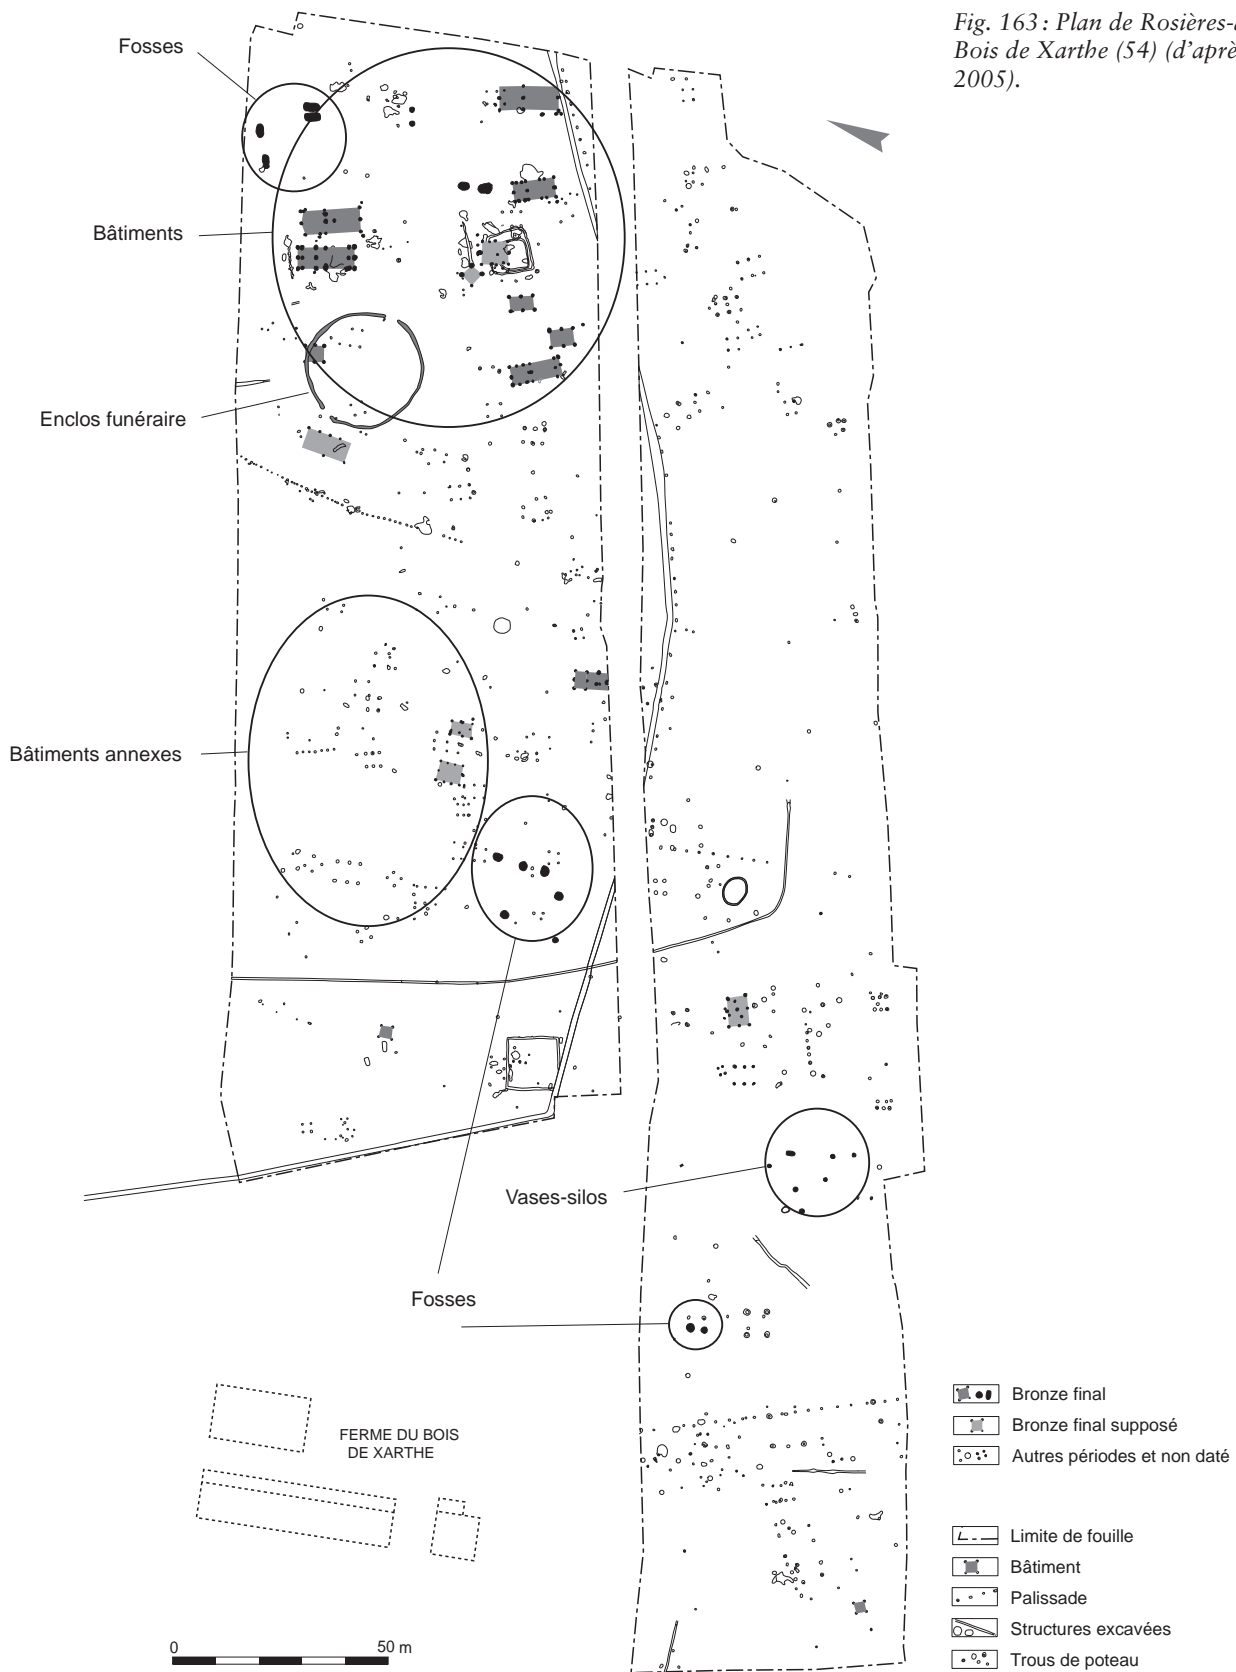 Fig. 163 : Plan de Rosières-
Bois de Xarthe (54) (d'aprè
2005).
Fosses
Bâtiments
Enclos funéraire
Bâtiments annexes
Vases-silos
Fosses
FERME DU BOIS
DE XARTHE
0 50 m
Bronze final
Bronze final supposé
Autres périodes et non daté
Limite de fouille
Bâtiment
Palissade
Structures excavées
Trous de poteau